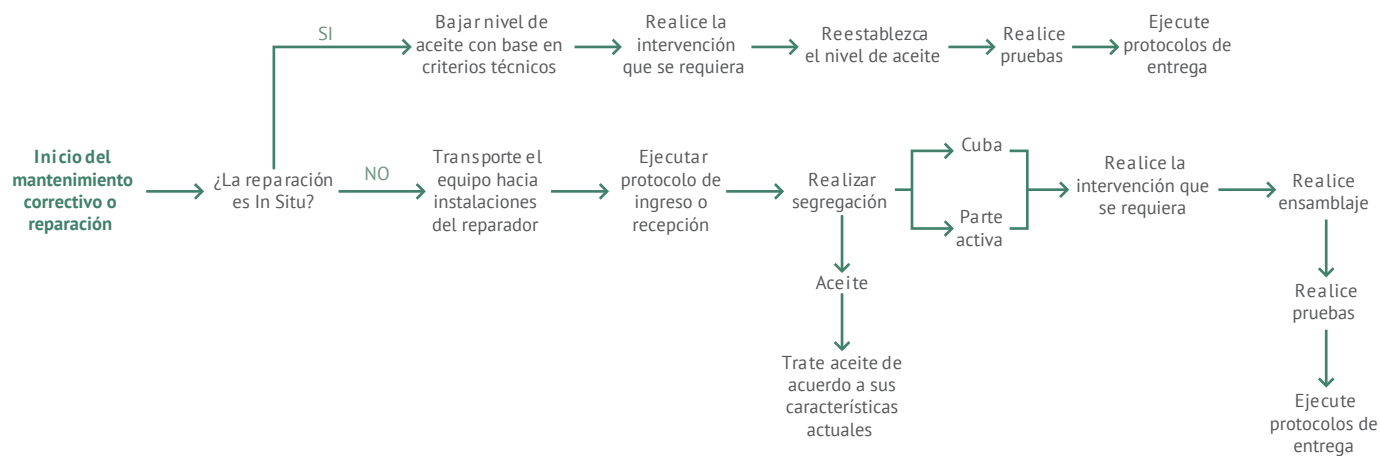 SI
Bajar nivel de
aceite con base en
criterios técnicos
Realice la
intervención
que se requiera
Reestablezca
el nivel de aceite
Realice
pruebas
Ejecute
protocolos de
entrega
Inicio del
mantenimiento
correctivo o
reparación
¿La reparación
es In Situ?
NO
Transporte el
equipo hacia
instalaciones
del reparador
Ejecutar
protocolo de
ingreso o
recepción
Realizar
segregación
Cuba
Parte
activa
Realice la
intervención que
se requiera
Realice
ensamblaje
Aceite
Trate aceite de
acuerdo a sus
características
actuales
Realice
pruebas
Ejecute
protocolos de
entrega